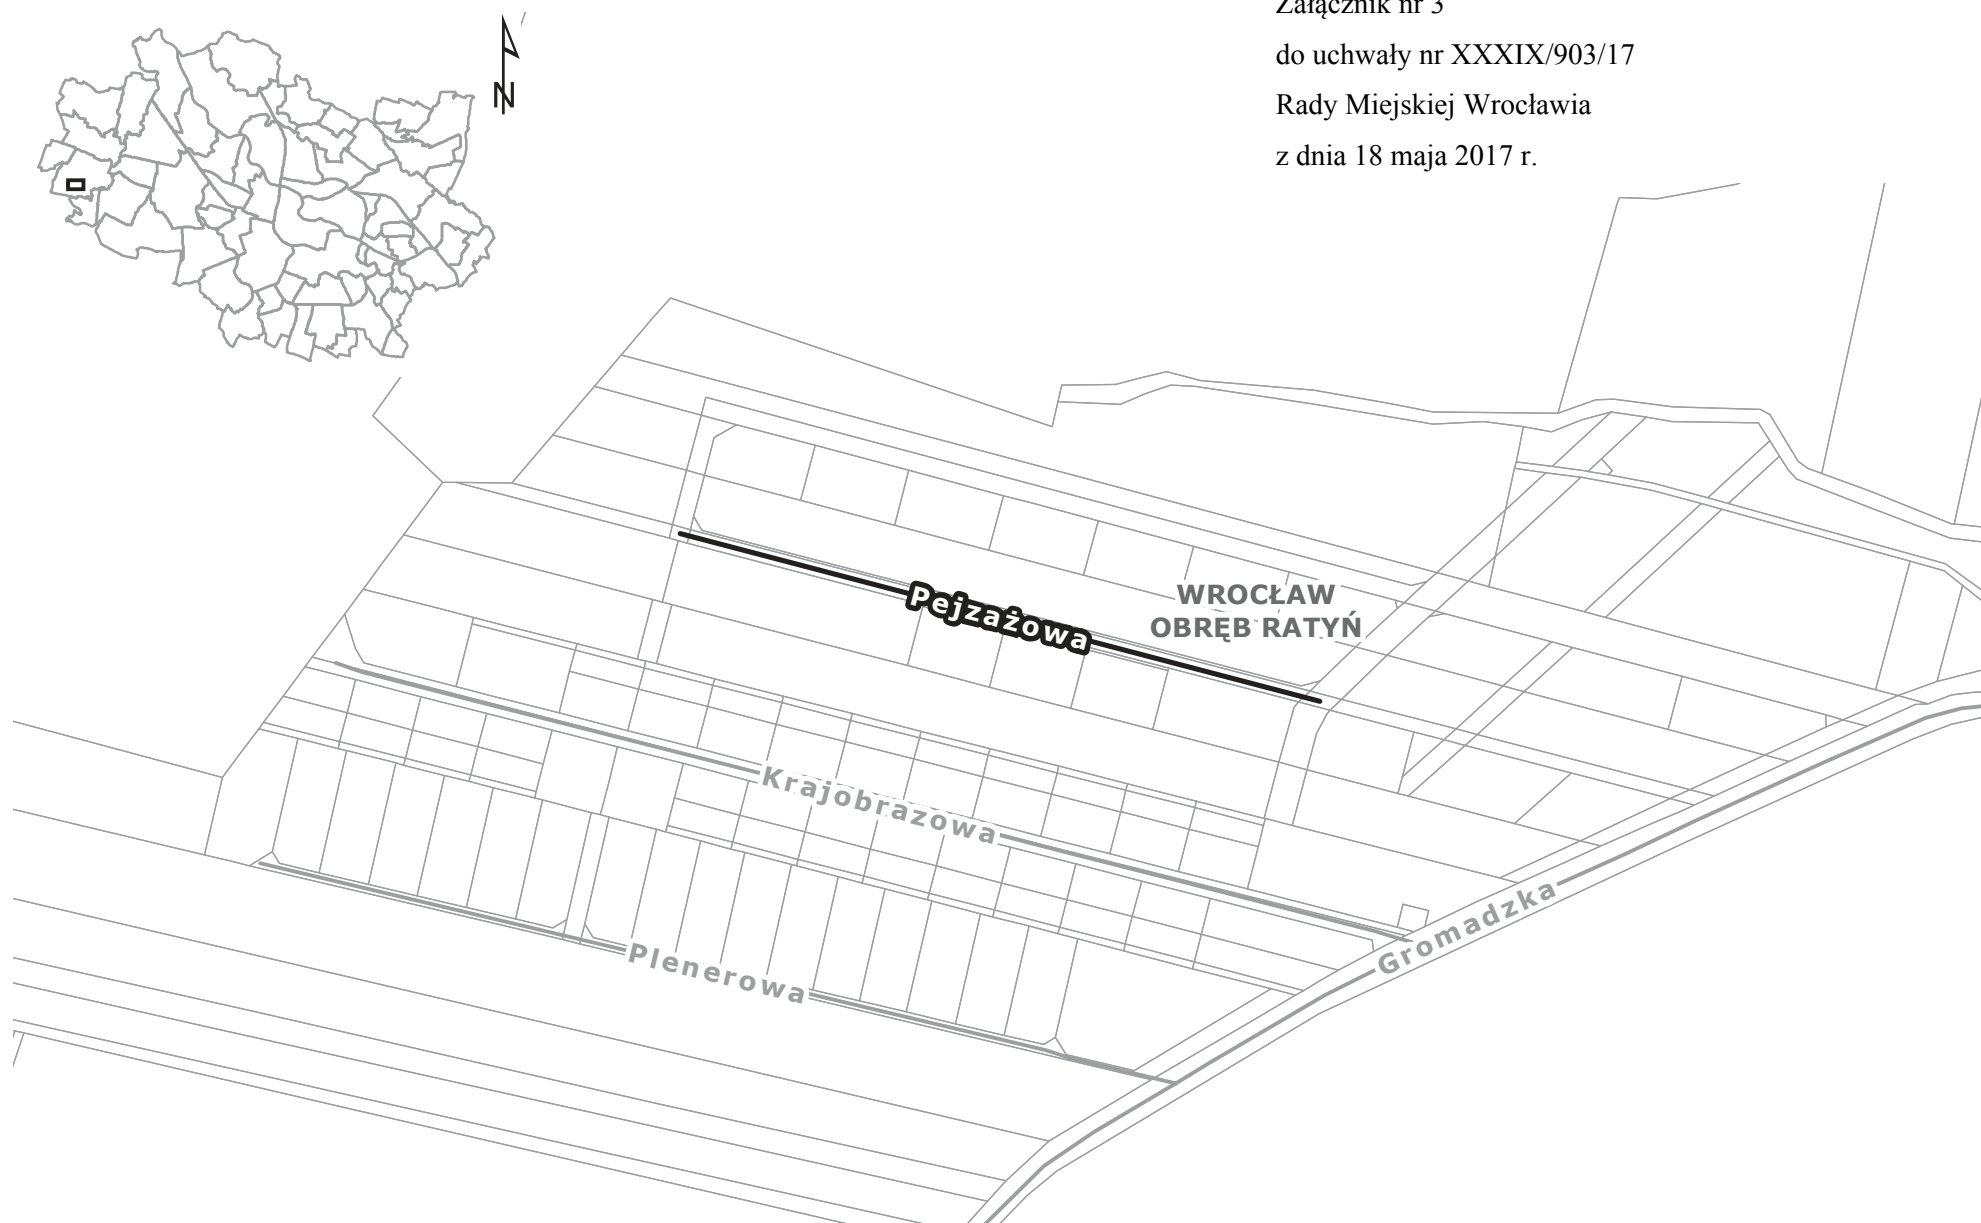 Załącznik nr 3
do uchwały nr XXXIX/903/17
Rady Miejskiej Wrocławia
z dnia 18 maja 2017 r.
N
Pejzażowa
WROCŁAW
OBRĘB RATYŃ
Krajobrazowa
Gromadzka
Plenerowa